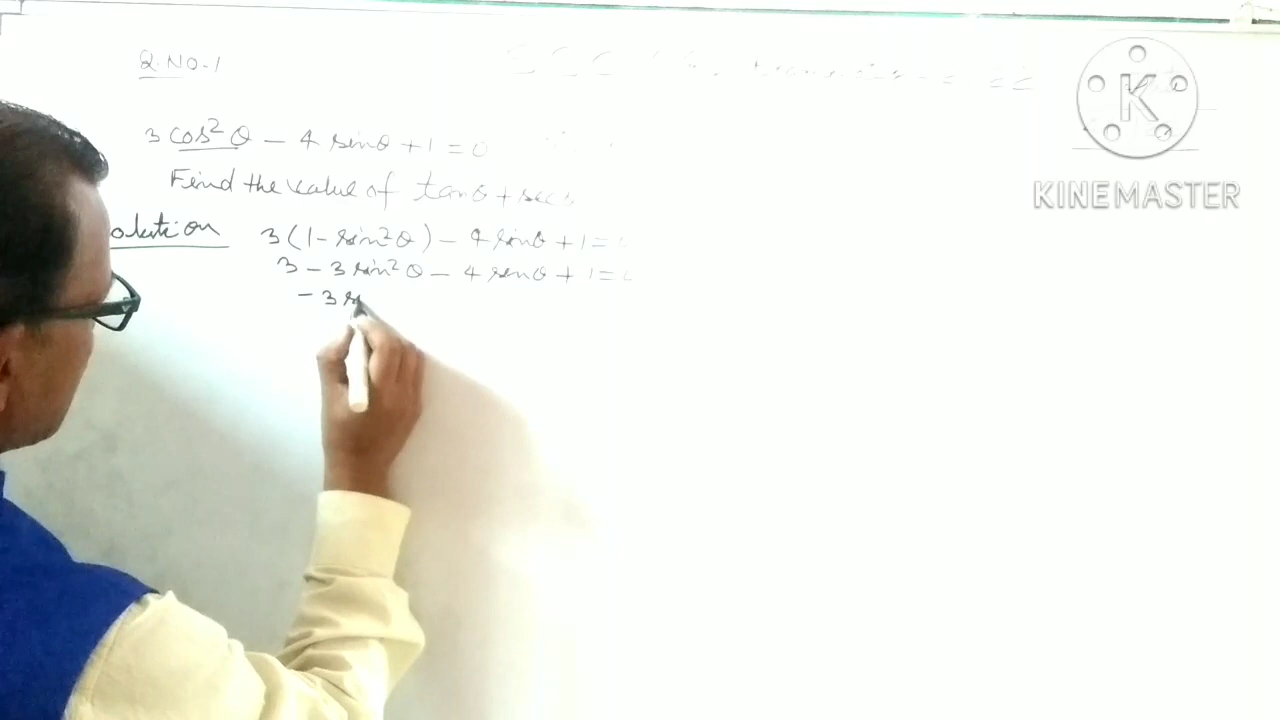 Q.No.1
3 cos²θ - 4 sinθ + 1 = 0
Find the value of tanθ + sec
olution 3(1 - sin²θ) - 4 sinθ + 1 =
3 - 3 sin²θ - 4 sinθ + 1 =
- 3 s
K
KINEMASTER